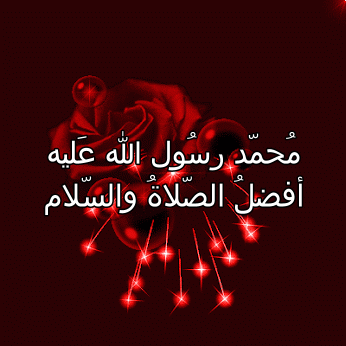 مُحمّد رسُول الله عَليه
أفضلُ الصّلاةُ والسّلام